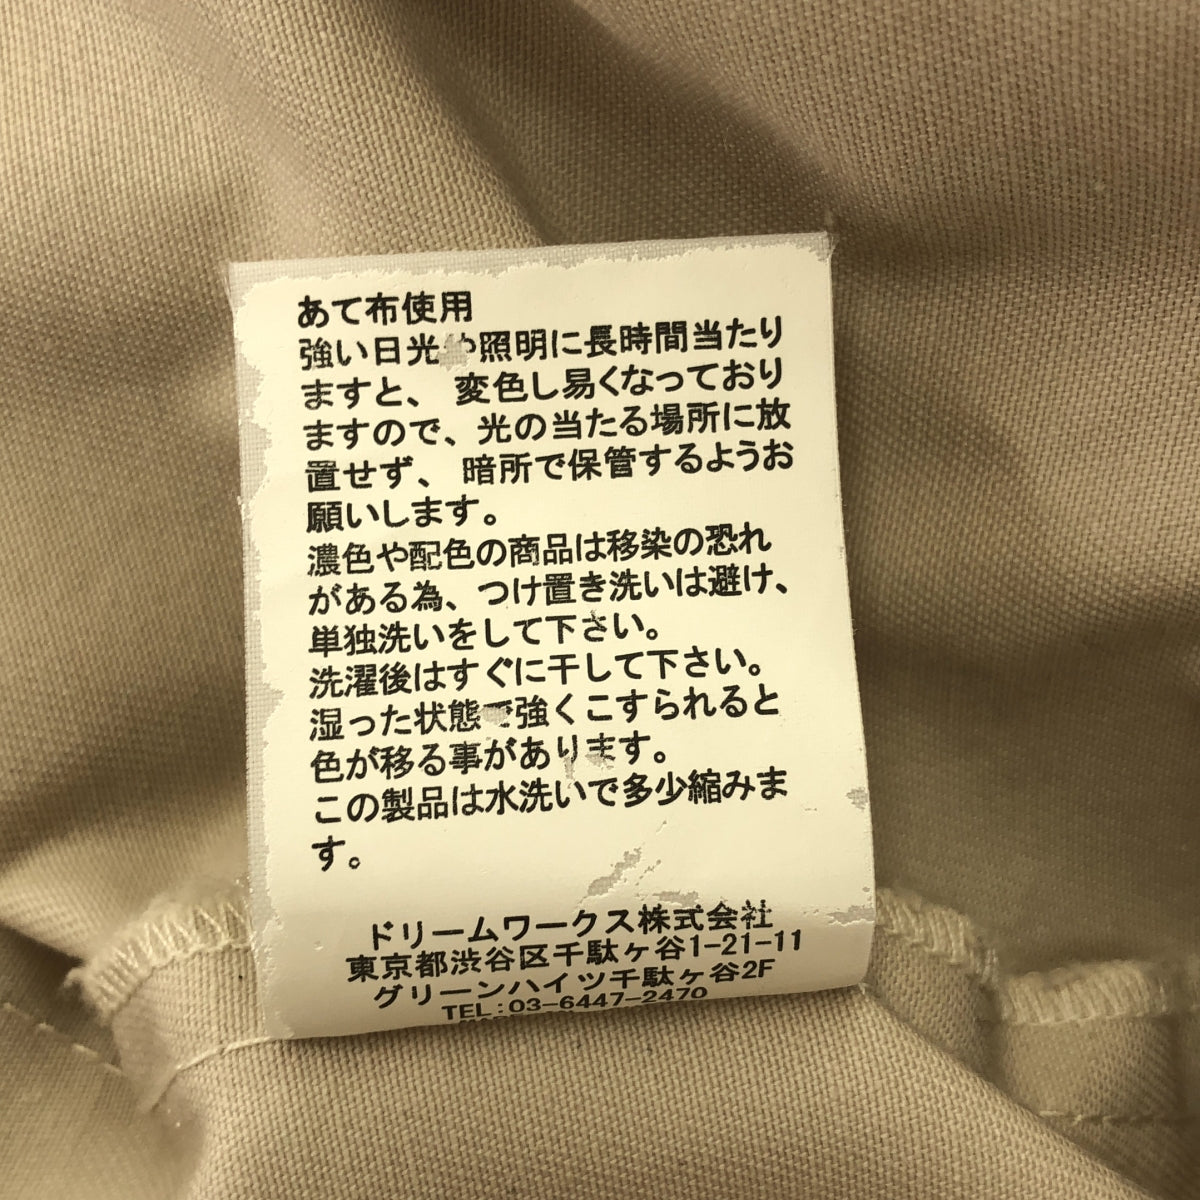 あて布使用
強い日光や照明に長時間当たり
ますと、変色し易くなっており
ますので、光の当たる場所に放
置せず、暗所で保管するようお
願いします。
濃色や配色の商品は移染の恐れ
がある為、つけ置き洗いは避け、
単独洗いをして下さい。
洗濯後はすぐに干して下さい。
湿った状態で強くこすられると
色が移る事があります。
この製品は水洗いで多少縮みま
す。
ドリームワークス株式会社
東京都渋谷区千駄ヶ谷1-21-11
グリーンハイツ千駄ヶ谷2F
TEL:03-6447-2470